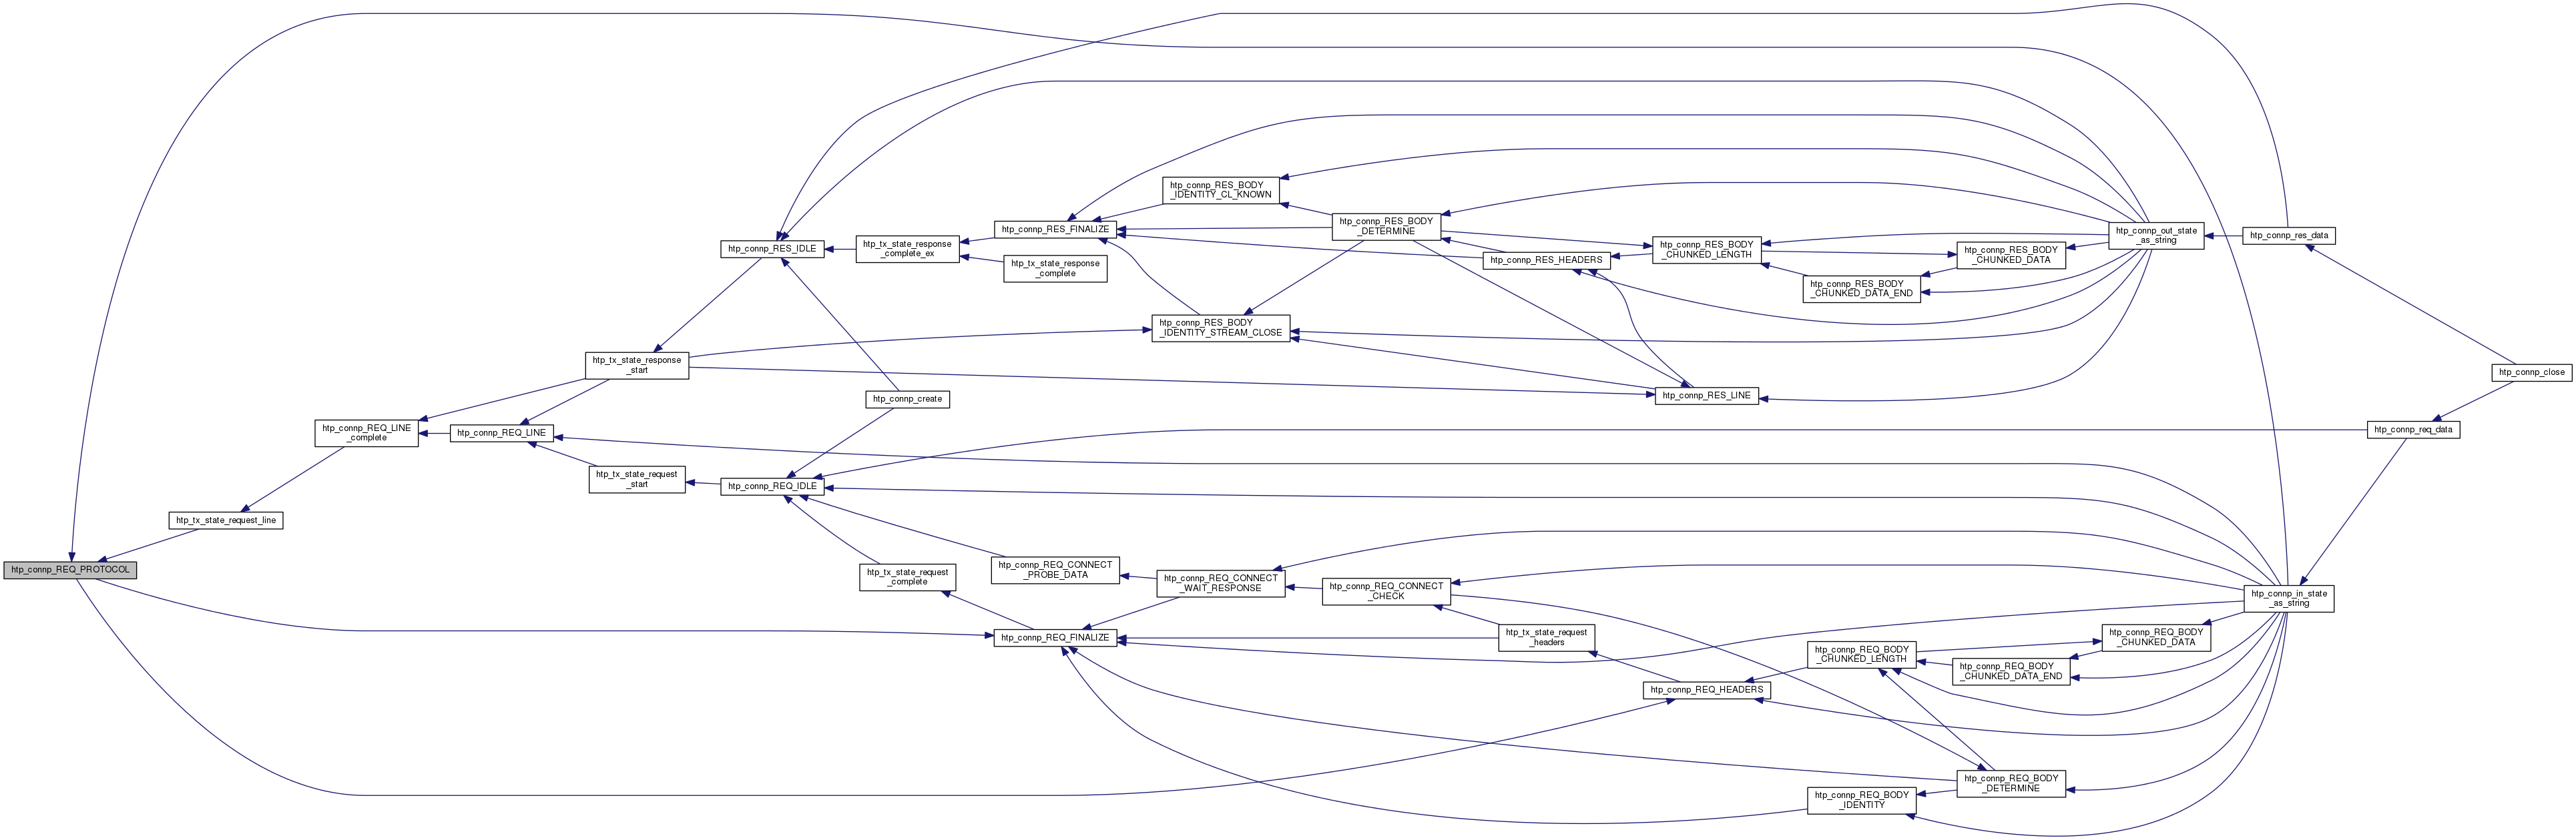 htp_connp_REQ_PROTOCOL
htp_tx_state_request_line
htp_connp_REQ_LINE
_complete
htp_connp_REQ_LINE
htp_tx_state_response
_start
htp_tx_state_request
_start
htp_connp_RES_IDLE
htp_connp_REQ_IDLE
htp_tx_state_response
_complete_ex
htp_connp_create
htp_tx_state_request
_complete
htp_connp_RES_FINALIZE
htp_tx_state_response
_complete
htp_connp_REQ_CONNECT
_PROBE_DATA
htp_connp_REQ_FINALIZE
htp_connp_RES_BODY
_IDENTITY_CL_KNOWN
htp_connp_RES_BODY
_IDENTITY_STREAM_CLOSE
htp_connp_REQ_CONNECT
_WAIT_RESPONSE
htp_connp_RES_BODY
_DETERMINE
htp_connp_REQ_CONNECT
_CHECK
htp_connp_RES_HEADERS
htp_tx_state_request
_headers
htp_connp_RES_BODY
_CHUNKED_LENGTH
htp_connp_RES_LINE
htp_connp_REQ_HEADERS
htp_connp_RES_BODY
_CHUNKED_DATA_END
htp_connp_REQ_BODY
_CHUNKED_LENGTH
htp_connp_REQ_BODY
_IDENTITY
htp_connp_RES_BODY
_CHUNKED_DATA
htp_connp_REQ_BODY
_CHUNKED_DATA_END
htp_connp_REQ_BODY
_DETERMINE
htp_connp_out_state
_as_string
htp_connp_REQ_BODY
_CHUNKED_DATA
htp_connp_res_data
htp_connp_in_state
_as_string
htp_connp_req_data
htp_connp_close